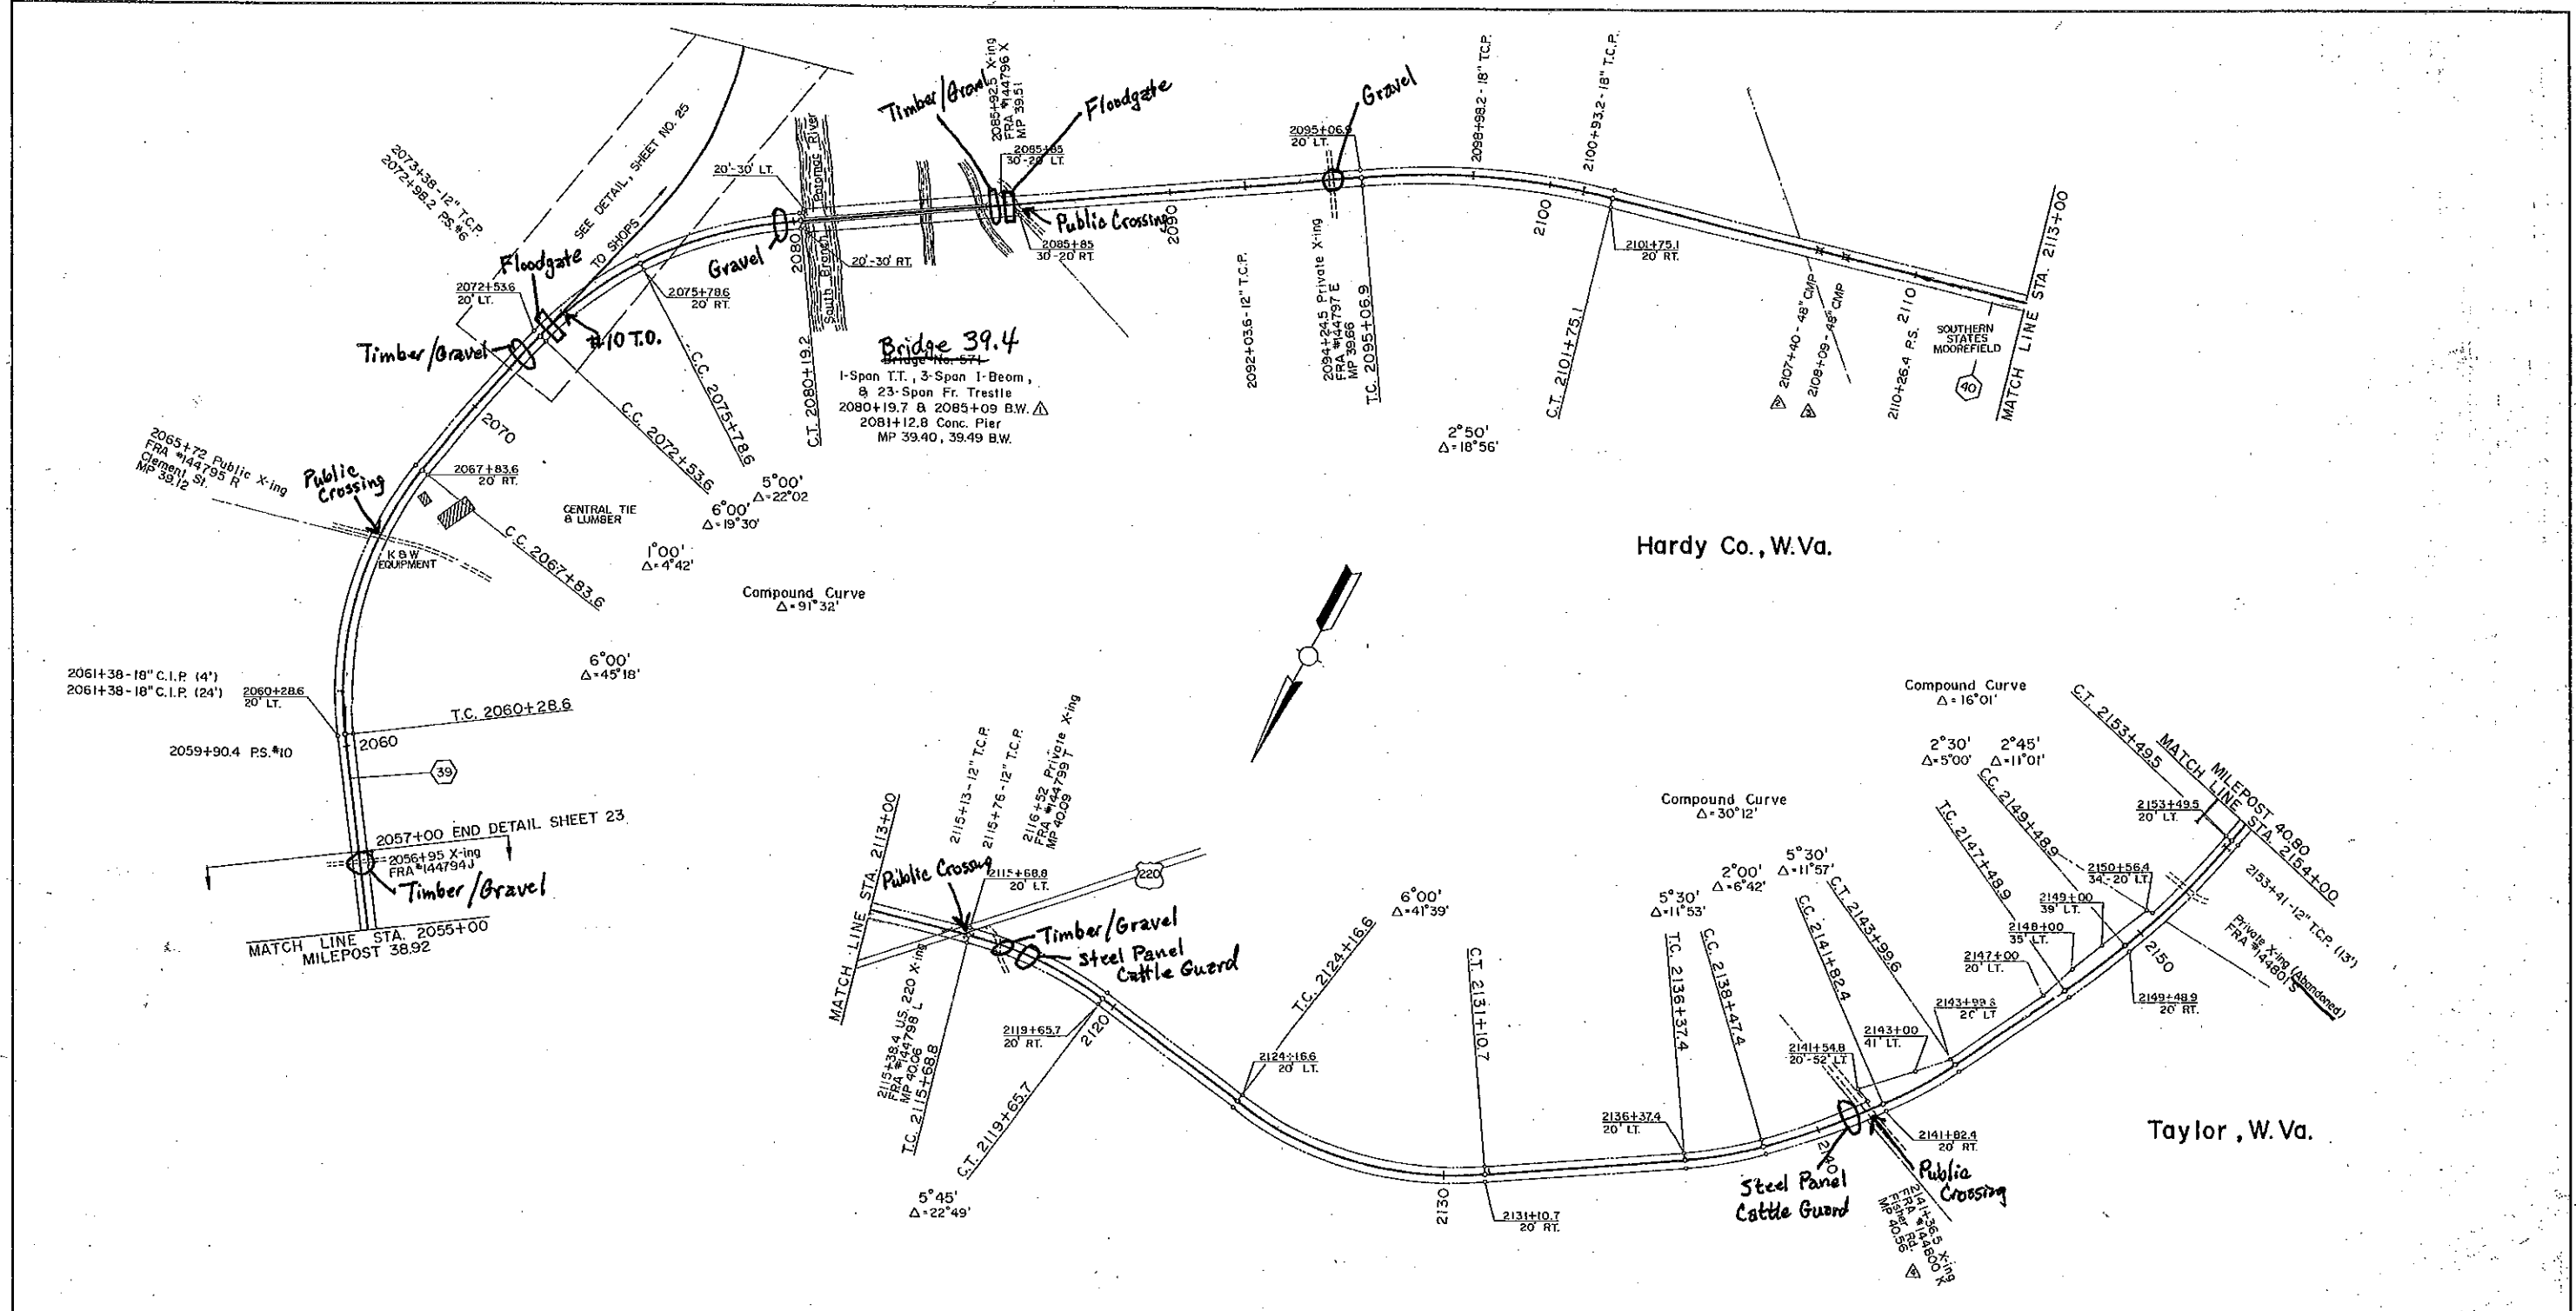 2073+38-12" T.C.P.
2072+98.2 P.S.#6
SEE DETAIL, SHEET NO. 25
TO SHOPS
Floodgate
2072+53.6
20' LT.
Timber/Gravel
#10 T.O.
2075+78.6
20' RT.
Gravel
2080
20'-30' LT.
South Branch Potomac River
20'-30' RT.
Timber/Gravel
2085+92.5 X-ing
FRA #144796 X
MP 39.51
2085+85
30-20 LT.
Floodgate
Public Crossing
2085+85
30-20 RT.
2090
Gravel
2095+06.9
20' LT.
2098+98.2-18" T.C.P.
2100+93.2-18" T.C.P.
2100
2101+75.1
20' RT.
2092+03.6-12" T.C.P.
2094+24.5 Private X-ing
FRA #144797 E
MP 39.66
T.C. 2095+06.9
C.T. 2101+75.1
2107+40-48" CMP
2108+09-48" CMP
2110+26.4 P.S.
2110
SOUTHERN
STATES
MOOREFIELD
40
MATCH LINE STA. 2113+00
C.C. 2075+78.6
C.T. 2080+19.2
Bridge 39.4
Bridge No. 571
1-Span T.T., 3-Span I-Beam,
& 23-Span Fr. Trestle
2080+19.7 & 2085+09 B.W. 1
2081+12.8 Conc. Pier
MP 39.40, 39.49 B.W.
2°50'
Δ=18°56'
C.C. 2072+53.6
5°00'
Δ=22°02
6°00'
Δ=19°30'
1°00'
Δ=4°42'
Compound Curve
Δ=91°32'
2070
2065+72 Public X-ing
FRA #144795 R
Clement St.
MP 39.12
Public
Crossing
2067+83.6
20' RT.
CENTRAL TIE
& LUMBER
C.C. 2067+83.6
K & W
EQUIPMENT
Hardy Co., W.Va.
6°00'
Δ=45°18'
2061+38-18" C.I.P. (4')
2061+38-18" C.I.P. (24')
2060+28.6
20' LT.
T.C. 2060+28.6
2060
2059+90.4 P.S.#10
39
2057+00 END DETAIL SHEET 23
2056+95 X-ing
FRA #144794J
Timber/Gravel
MATCH LINE STA. 2055+00
MILEPOST 38.92
MATCH LINE STA. 2113+00
2115+13-12" T.C.P.
2115+76-12" T.C.P.
2116+52 Private X-ing
FRA #144799 T
MP 40.09
Public Crossing
2115+68.8
20' LT.
220
Timber/Gravel
Steel Panel
Cattle Guard
2115+38.4 U.S. 220 X-ing
FRA #144798 L
MP 40.06
T.C. 2115+68.8
2119+65.7
20' RT.
2120
C.T. 2119+65.7
5°45'
Δ=22°49'
T.C. 2124+16.6
6°00'
Δ=41°39'
2124+16.6
20' LT.
2130
C.T. 2131+10.7
2131+10.7
20' RT.
Compound Curve
Δ=30°12'
5°30'
Δ=11°53'
2°00'
Δ=6°42'
5°30'
Δ=11°57'
T.C. 2136+37.4
C.C. 2138+47.4
C.C. 2141+82.4
C.T. 2143+99.6
2136+37.4
20' LT.
2140
2141+54.8
20'-52' LT.
2143+00
41' LT.
20' LT
2141+82.4
20' RT.
Steel Panel
Cattle Guard
Public
Crossing
2141+36.5 X-ing
FRA #144800 X
Fisher Rd.
MP 40.56
4
Compound Curve
Δ=16°01'
2°30'
Δ=5°00'
2°45'
Δ=11°01'
T.C. 2147+48.9
C.C. 2149+48.9
C.T. 2153+49.5
MATCH LINE STA. 2154+00
MILEPOST 40.80
2153+49.5
20' LT.
2150+56.4
34-20' LT.
2149+00
39' LT.
2148+00
35' LT.
2147+00
20' LT.
2150
2149+48.9
20' RT.
2153+41-12" T.C.P. (13')
Private X-ing (Abandoned)
FRA #144801 S
Taylor, W. Va.